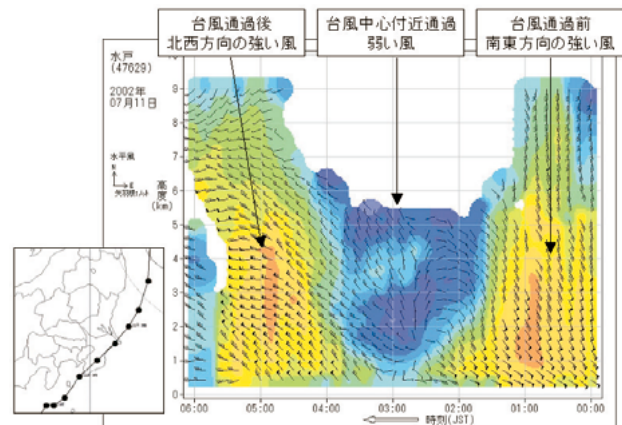 台風通過後
北西方向の強い風
台風中心付近通過
弱い風
台風通過前
南東方向の強い風
水戸
(47629)
2002年
07月11日
水平風
N
E
高度
(km)
9
8
7
6
5
4
3
2
1
0
06:00
05:00
04:00
03:00
02:00
01:00
00:00
時刻(JST)